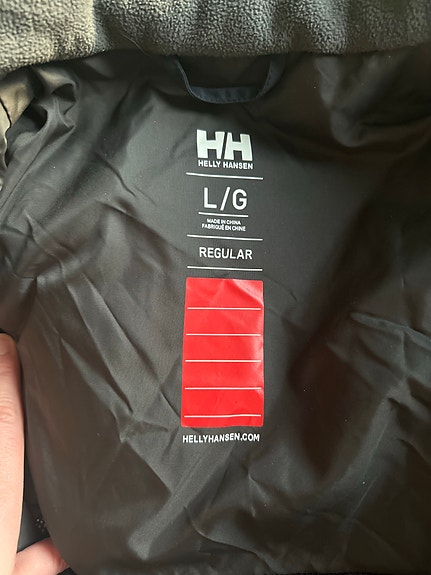 HH
HELLY HANSEN
L/G
MADE IN CHINA
FABRIQUÉ EN CHINE
REGULAR
HELLYHANSEN.COM